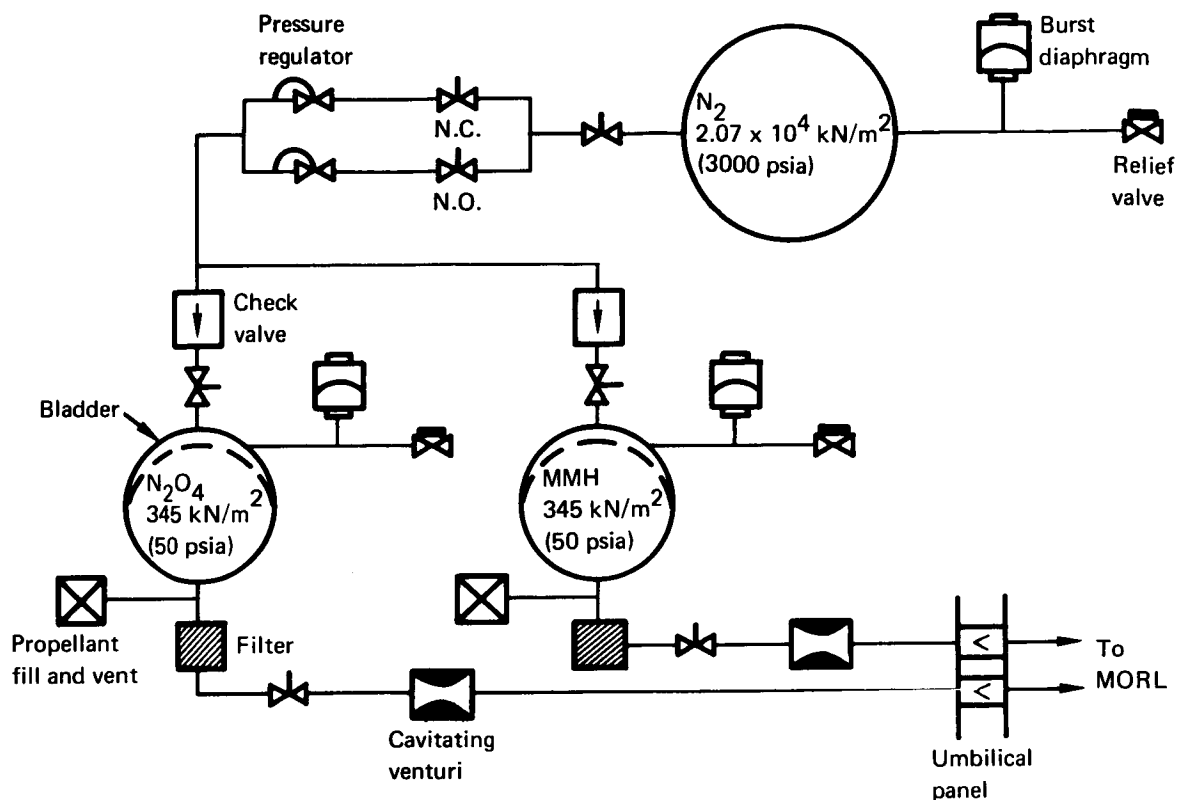 Pressure
regulator
N.C.
N.O.
N₂
2.07 x 10⁴ kN/m²
(3000 psia)
Burst
diaphragm
Relief
valve
Check
valve
Bladder
N₂O₄
345 kN/m²
(50 psia)
MMH
345 kN/m²
(50 psia)
Propellant
fill and vent
Filter
Cavitating
venturi
To
MORL
Umbilical
panel